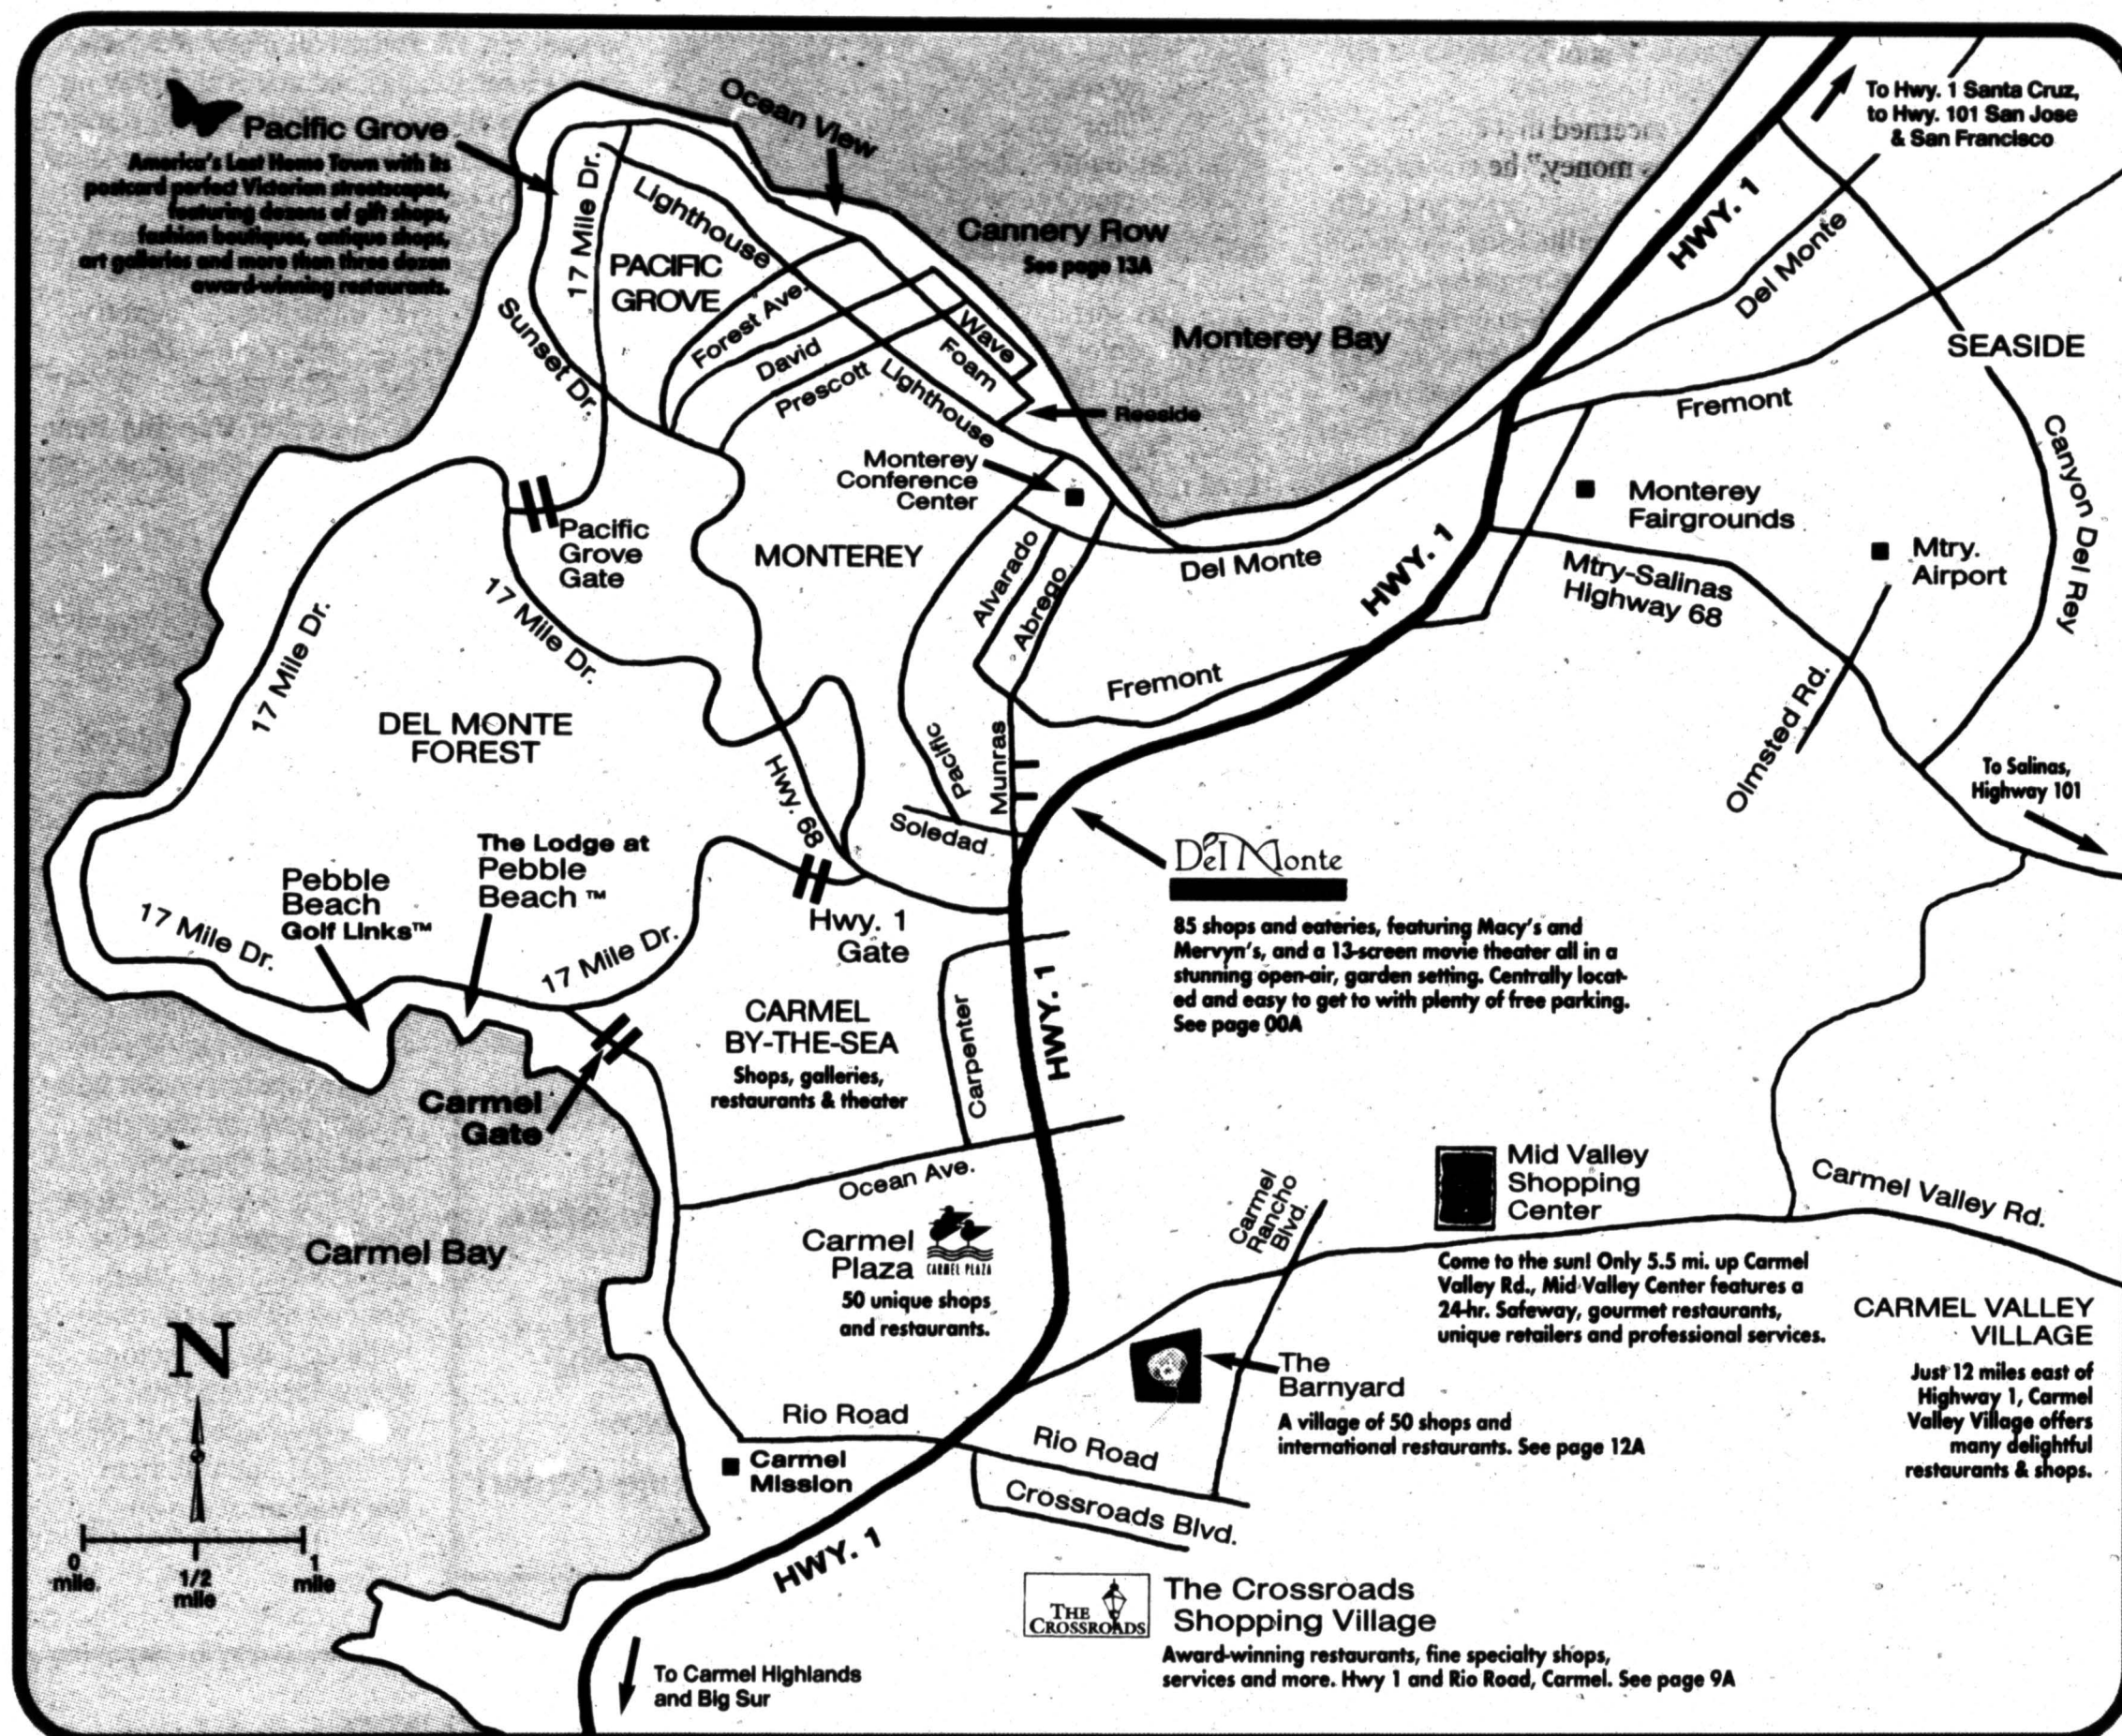 Pacific Grove
America's Last Home Town with its
postcard perfect Victorian streetscapes,
featuring dozens of gift shops,
fashion boutiques, antique shops,
art galleries and more than three dozen
award-winning restaurants.
Ocean View
17 Mile Dr.
Lighthouse
PACIFIC
GROVE
Cannery Row
See page 13A
Monterey Bay
To Hwy. 1 Santa Cruz,
to Hwy. 101 San Jose
& San Francisco
money," he
HWY. 1
Del Monte
SEASIDE
Fremont
Canyon Del Rey
Sunset Dr.
Forest Ave.
David
Prescott
Lighthouse
Wave
Foam
Reeside
Monterey
Conference
Center
Monterey
Fairgrounds
Mtry.
Airport
Mtry-Salinas
Highway 68
Olmsted Rd.
To Salinas,
Highway 101
Pacific
Grove
Gate
MONTEREY
Alvarado
Abrego
Del Monte
HWY. 1
Fremont
17 Mile Dr.
17 Mile Dr.
DEL MONTE
FOREST
Hwy. 68
Pacific
Munras
Soledad
Del Monte
85 shops and eateries, featuring Macy's and
Mervyn's, and a 13-screen movie theater all in a
stunning open-air, garden setting. Centrally locat-
ed and easy to get to with plenty of free parking.
See page 00A
The Lodge at
Pebble
Beach ™
Pebble
Beach
Golf Links™
17 Mile Dr.
17 Mile Dr.
Hwy. 1
Gate
CARMEL
BY-THE-SEA
Shops, galleries,
restaurants & theater
Carpenter
HWY. 1
Carmel
Gate
Ocean Ave.
Carmel Bay
Carmel
Plaza
CARMEL PLAZA
50 unique shops
and restaurants.
Carmel
Rancho
Blvd.
Mid Valley
Shopping
Center
Carmel Valley Rd.
Come to the sun! Only 5.5 mi. up Carmel
Valley Rd., Mid Valley Center features a
24-hr. Safeway, gourmet restaurants,
unique retailers and professional services.
CARMEL VALLEY
VILLAGE
Just 12 miles east of
Highway 1, Carmel
Valley Village offers
many delightful
restaurants & shops.
The
Barnyard
A village of 50 shops and
international restaurants. See page 12A
Rio Road
Rio Road
Crossroads Blvd.
Carmel
Mission
N
0
mile
1/2
mile
1
mile
HWY. 1
To Carmel Highlands
and Big Sur
THE
CROSSROADS
The Crossroads
Shopping Village
Award-winning restaurants, fine specialty shops,
services and more. Hwy 1 and Rio Road, Carmel. See page 9A